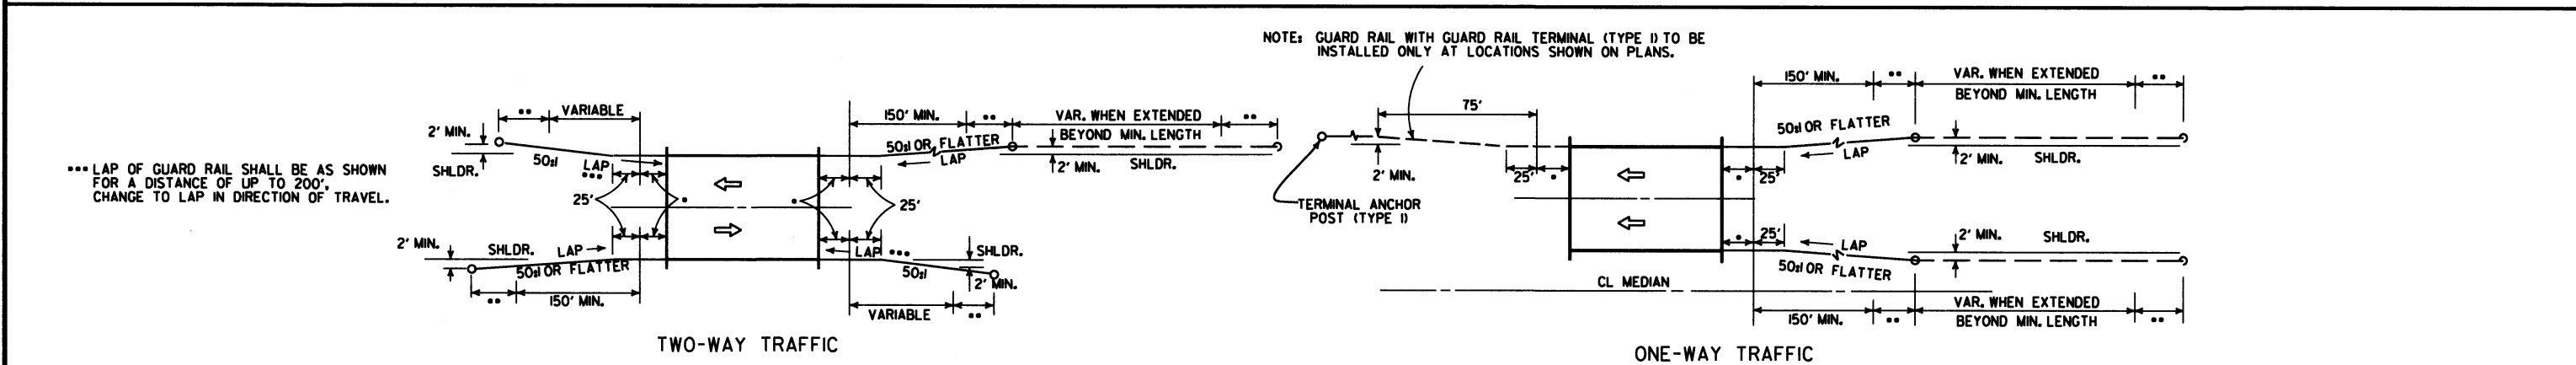 NOTE: GUARD RAIL WITH GUARD RAIL TERMINAL (TYPE I) TO BE
INSTALLED ONLY AT LOCATIONS SHOWN ON PLANS.
•• VARIABLE
2' MIN.
50:1
SHLDR.
LAP
•••
150' MIN. •• VAR. WHEN EXTENDED ••
BEYOND MIN. LENGTH
50:1 OR FLATTER
LAP
2' MIN. SHLDR.
••• LAP OF GUARD RAIL SHALL BE AS SHOWN
FOR A DISTANCE OF UP TO 200',
CHANGE TO LAP IN DIRECTION OF TRAVEL.
25' • • 25'
2' MIN. SHLDR. LAP
50:1 OR FLATTER
•• 150' MIN.
LAP ••• SHLDR.
50:1
2' MIN.
VARIABLE ••
TWO-WAY TRAFFIC
75'
2' MIN.
25' •
TERMINAL ANCHOR
POST (TYPE I)
150' MIN. •• VAR. WHEN EXTENDED ••
BEYOND MIN. LENGTH
50:1 OR FLATTER
LAP
2' MIN. SHLDR.
• 25'
• 25'
LAP
2' MIN. SHLDR.
50:1 OR FLATTER
CL MEDIAN
150' MIN. •• VAR. WHEN EXTENDED ••
BEYOND MIN. LENGTH
ONE-WAY TRAFFIC